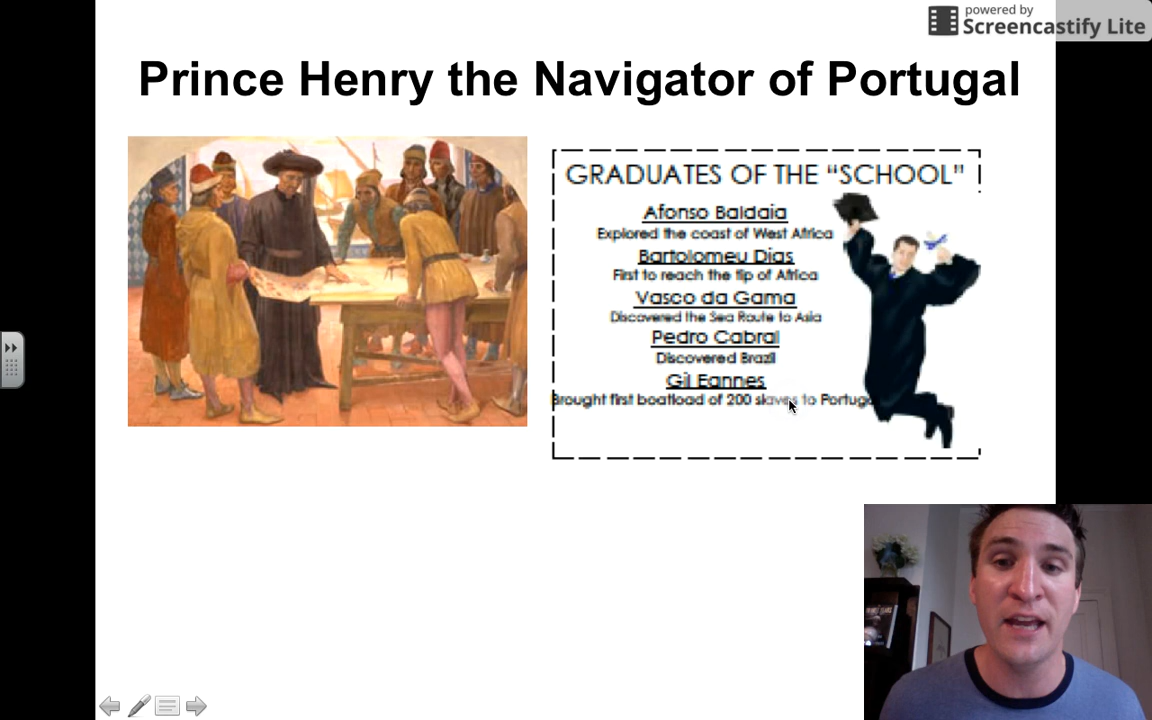 powered by
Screencastify Lite
Prince Henry the Navigator of Portugal
GRADUATES OF THE “SCHOOL”
Afonso Baldaia
Explored the coast of West Africa
Bartolomeu Dias
First to reach the tip of Africa
Vasco da Gama
Discovered the Sea Route to Asia
Pedro Cabral
Discovered Brazil
Gil Eannes
Brought first boatload of 200 slaves to Portugal